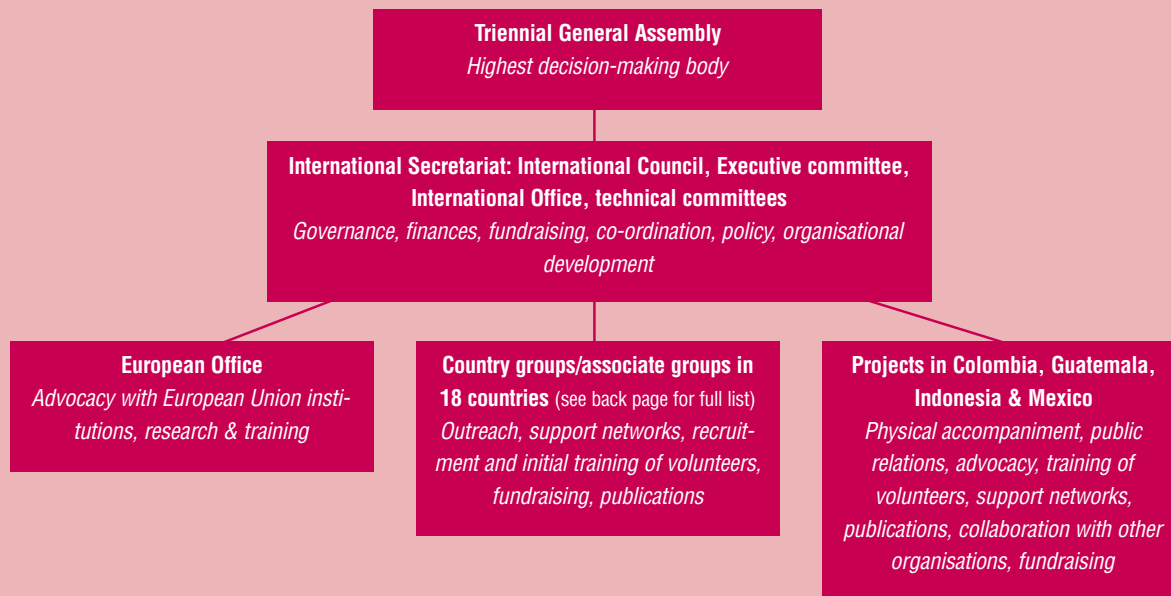 Triennial General Assembly
Highest decision-making body
International Secretariat: International Council, Executive committee,
International Office, technical committees
Governance, finances, fundraising, co-ordination, policy, organisational
development
European Office
Advocacy with European Union insti-
tutions, research & training
Country groups/associate groups in
18 countries (see back page for full list)
Outreach, support networks, recruit-
ment and initial training of volunteers,
fundraising, publications
Projects in Colombia, Guatemala,
Indonesia & Mexico
Physical accompaniment, public
relations, advocacy, training of
volunteers, support networks,
publications, collaboration with other
organisations, fundraising